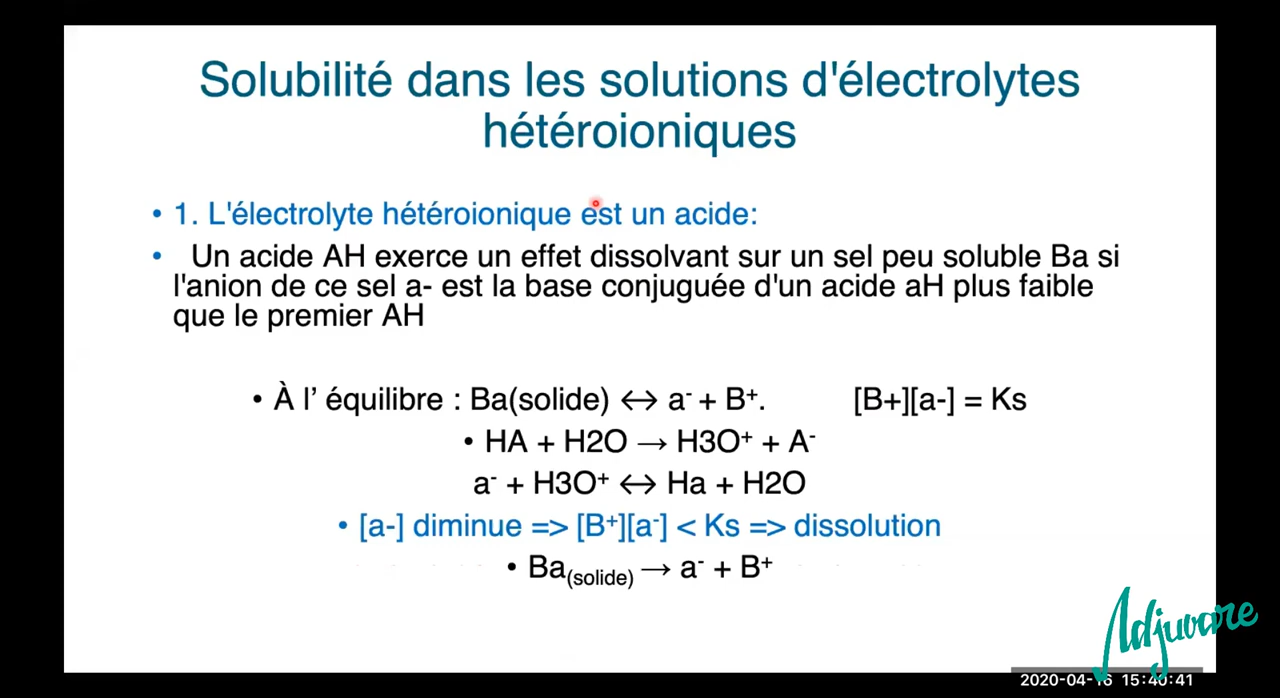 Solubilité dans les solutions d'électrolytes
hétéroioniques
• 1. L'électrolyte hétéroionique est un acide:
• Un acide AH exerce un effet dissolvant sur un sel peu soluble Ba si
l'anion de ce sel a- est la base conjuguée d'un acide aH plus faible
que le premier AH
• À l' équilibre : Ba(solide) ↔ a⁻ + B⁺. [B+][a-] = Ks
• HA + H2O → H3O⁺ + A⁻
a⁻ + H3O⁺ ↔ Ha + H2O
• [a-] diminue => [B⁺][a⁻] < Ks => dissolution
• Ba(solide) → a⁻ + B⁺
Adjuvare
2020-04-16 15:40:41